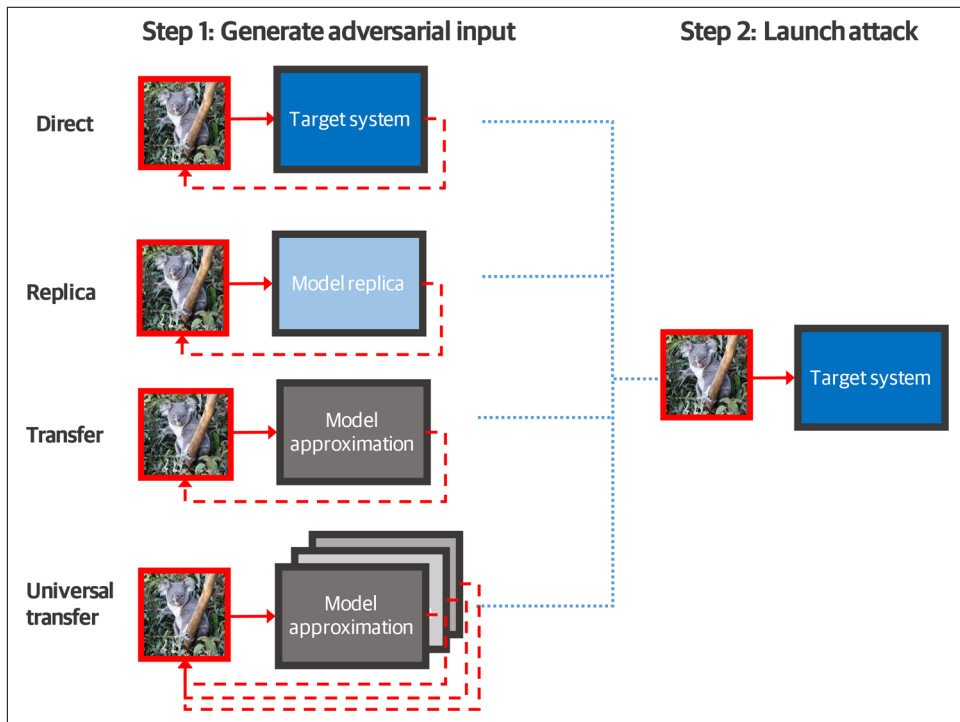 Step 1: Generate adversarial input
Step 2: Launch attack
Direct
Target system
Replica
Model replica
Target system
Transfer
Model
approximation
Universal
transfer
Model
approximation